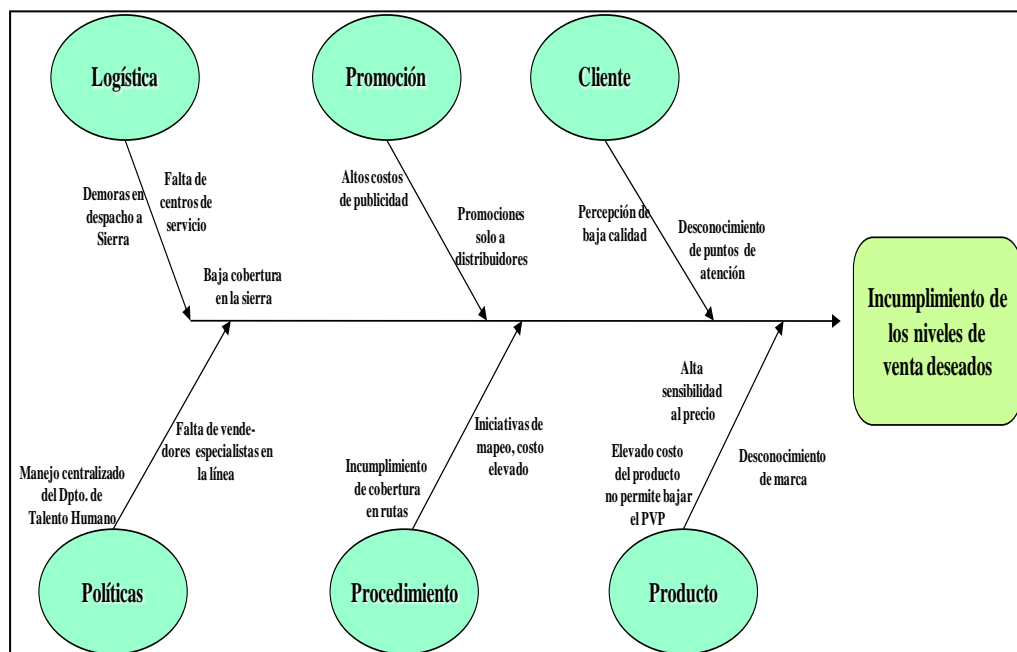 Logística
Promoción
Cliente
Demoras en
despacho a
Sierra
Falta de
centros de
servicio
Baja cobertura
en la sierra
Altos costos
de publicidad
Promociones
solo a
distribuidores
Percepción de
baja calidad
Desconocimiento
de puntos de
atención
Incumplimiento de
los niveles de
venta deseados
Manejo centralizado
del Dpto. de
Talento Humano
Falta de vende-
dores especialistas en
la línea
Incumplimiento
de cobertura
en rutas
Iniciativas de
mapeo, costo
elevado
Alta
sensibilidad
al precio
Elevado costo
del producto
no permite bajar
el PVP
Desconocimiento
de marca
Políticas
Procedimiento
Producto